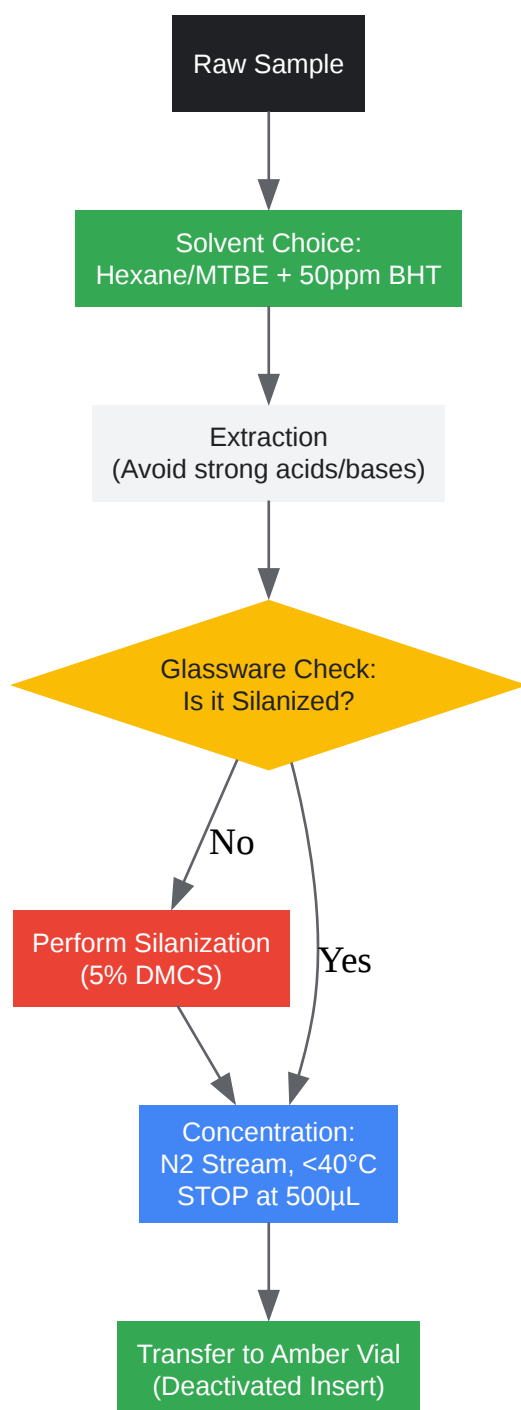 Raw Sample
Solvent Choice:
Hexane/MTBE + 50ppm BHT
Extraction
(Avoid strong acids/bases)
Glassware Check:
Is it Silanized?
No
Perform Silanization
(5% DMCS)
Yes
Concentration:
N2 Stream, <40°C
STOP at 500µL
Transfer to Amber Vial
(Deactivated Insert)